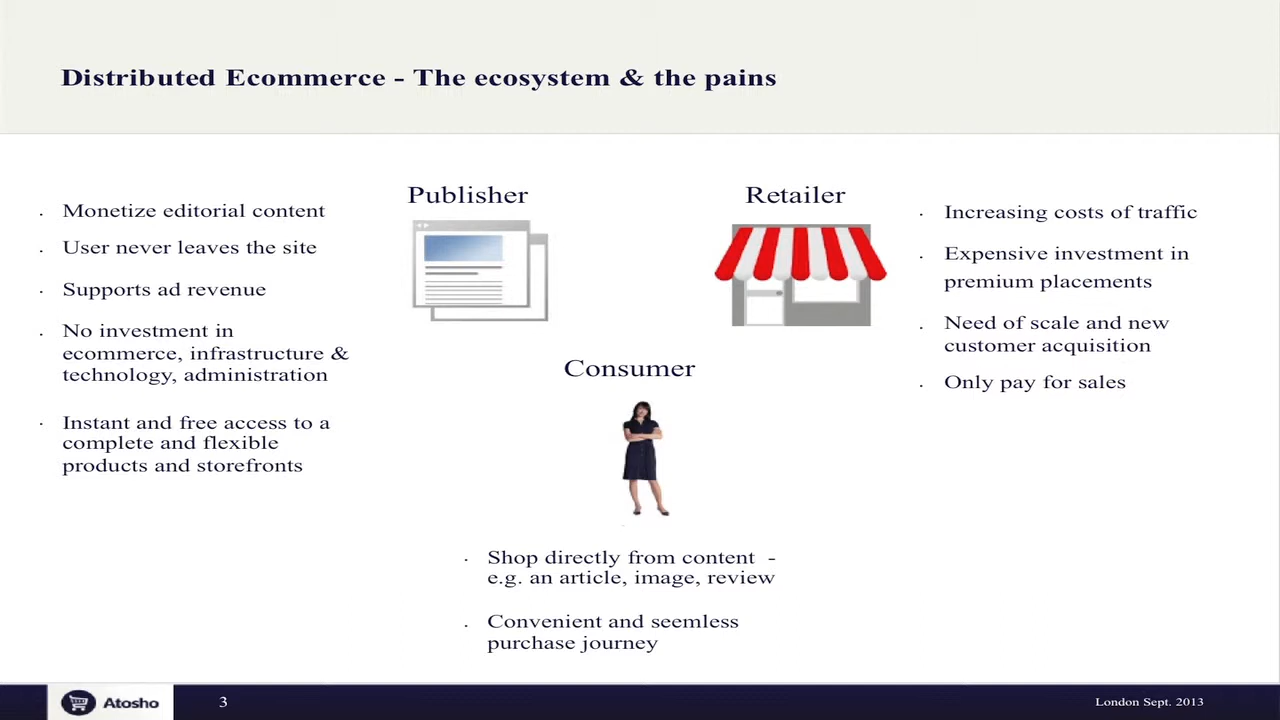 Distributed Ecommerce - The ecosystem & the pains
Publisher
· Monetize editorial content
· User never leaves the site
· Supports ad revenue
· No investment in
ecommerce, infrastructure &
technology, administration
· Instant and free access to a
complete and flexible
products and storefronts
Retailer
· Increasing costs of traffic
· Expensive investment in
premium placements
· Need of scale and new
customer acquisition
· Only pay for sales
Consumer
· Shop directly from content -
e.g. an article, image, review
· Convenient and seemless
purchase journey
Atosho
3
London Sept. 2013